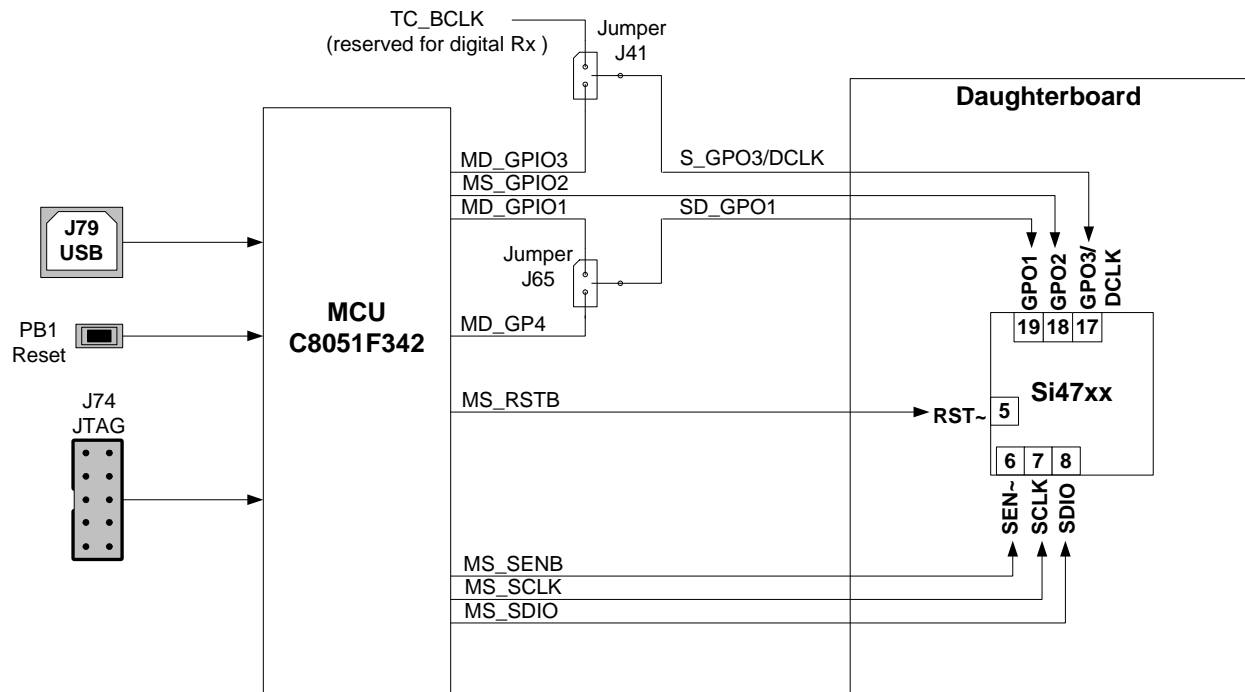 TC_BCLK
(reserved for digital Rx )
Jumper
J41
Daughterboard
MD_GPIO3
S_GPO3/DCLK
MS_GPIO2
MD_GPIO1
SD_GPO1
J79
USB
Jumper
J65
GPO1
GPO2
GPO3/
DCLK
MCU
C8051F342
MD_GP4
PB1
Reset
19 18 17
Si47xx
MS_RSTB
RST~
5
J74
JTAG
6 7 8
SEN~
SCLK
SDIO
MS_SENB
MS_SCLK
MS_SDIO